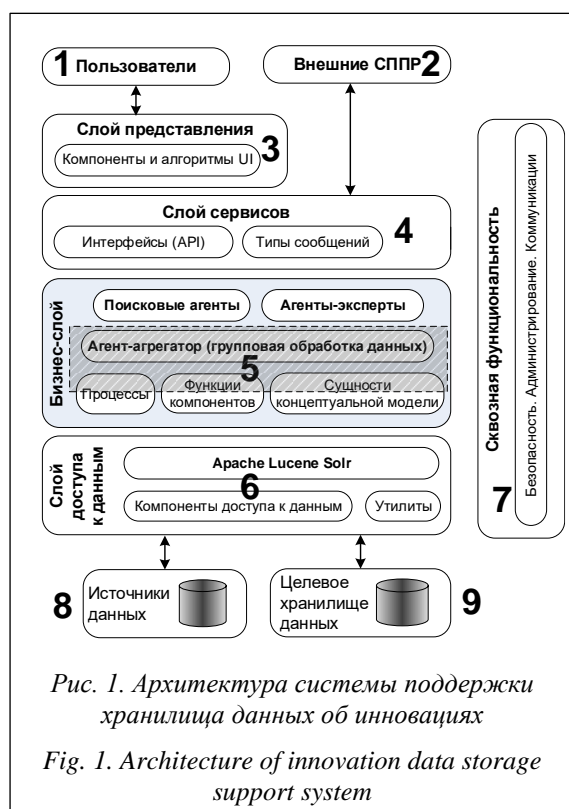 1 Пользователи
Внешние СППР 2
Слой представления
Компоненты и алгоритмы UI
3
Слой сервисов
Интерфейсы (API)
Типы сообщений
4
Бизнес-слой
Поисковые агенты
Агенты-эксперты
Агент-агрегатор (групповая обработка данных)
5
Процессы
Функции
компонентов
Сущности
концептуальной модели
Слой
доступа
к данным
Apache Lucene Solr
6
Компоненты доступа к данным
Утилиты
Сквозная функциональность
Безопасность. Администрирование. Коммуникации
7
8
Источники
данных
Целевое
хранилище
данных
9
Рис. 1. Архитектура системы поддержки
хранилища данных об инновациях
Fig. 1. Architecture of innovation data storage
support system